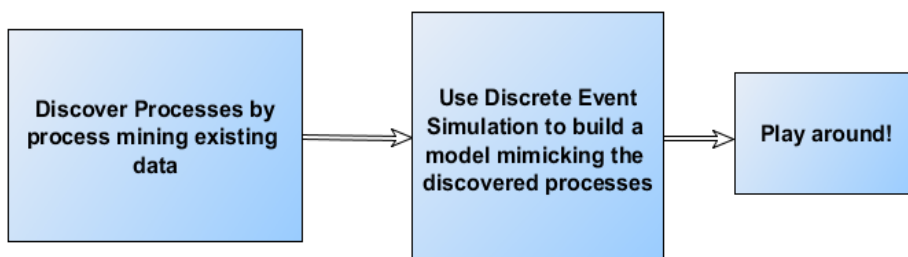 Discover Processes by
process mining existing
data
Use Discrete Event
Simulation to build a
model mimicking the
discovered processes
Play around!